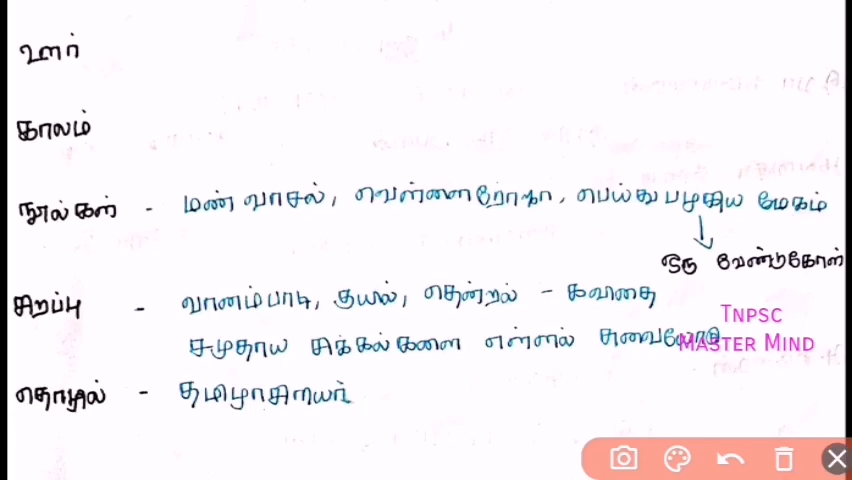 ஊர்
காலம்
நூல்கள் - மண் வாசல், வெள்ளை ரோஜா, பெய்து பழகிய மேகம்
ஒரு வேண்டுகோள்
சிறப்பு - வானம்பாடி, குயில், தென்றல் - கவிதை
சமுதாய சிக்கல்களை எள்ளல் சுவையோடு
தொழில் - தமிழாசிரியர்
TNPSC
MASTER MIND